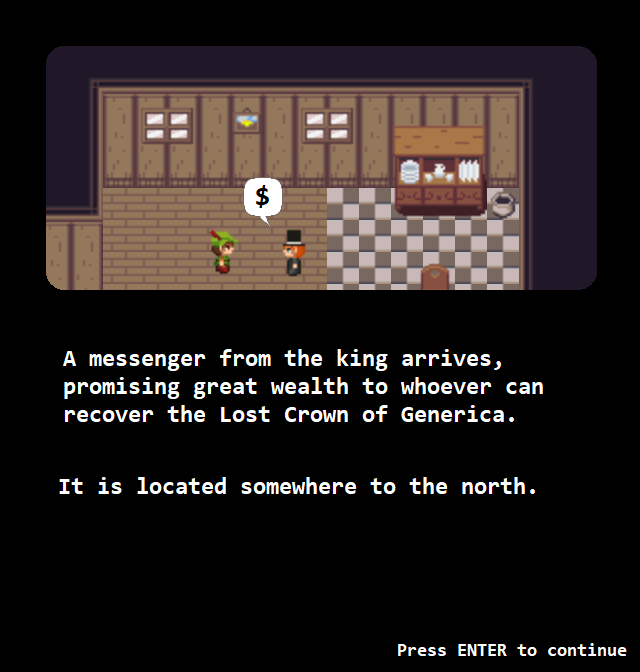 $
A messenger from the king arrives,
promising great wealth to whoever can
recover the Lost Crown of Generica.
It is located somewhere to the north.
Press ENTER to continue